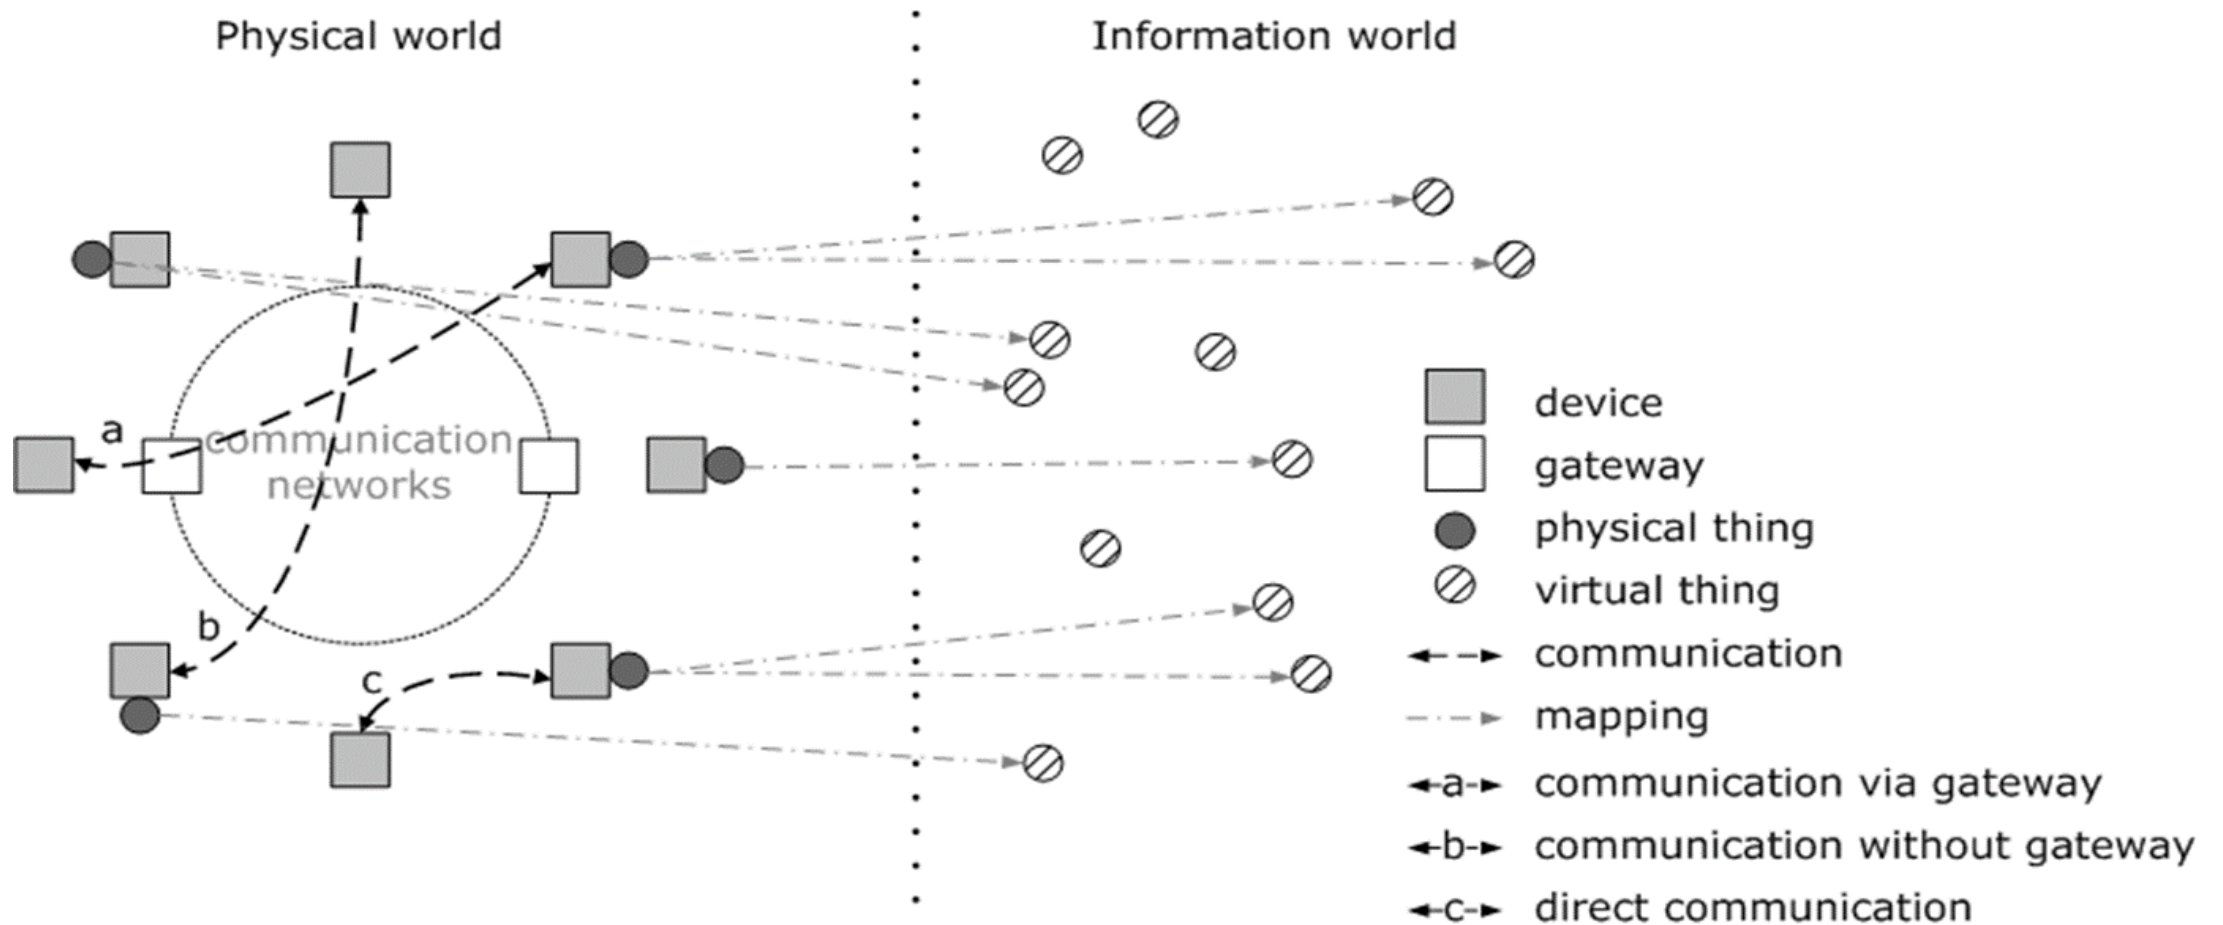 Physical world
Information world
a
communication
networks
b
c
device
gateway
physical thing
virtual thing
communication
mapping
a
communication via gateway
b
communication without gateway
c
direct communication